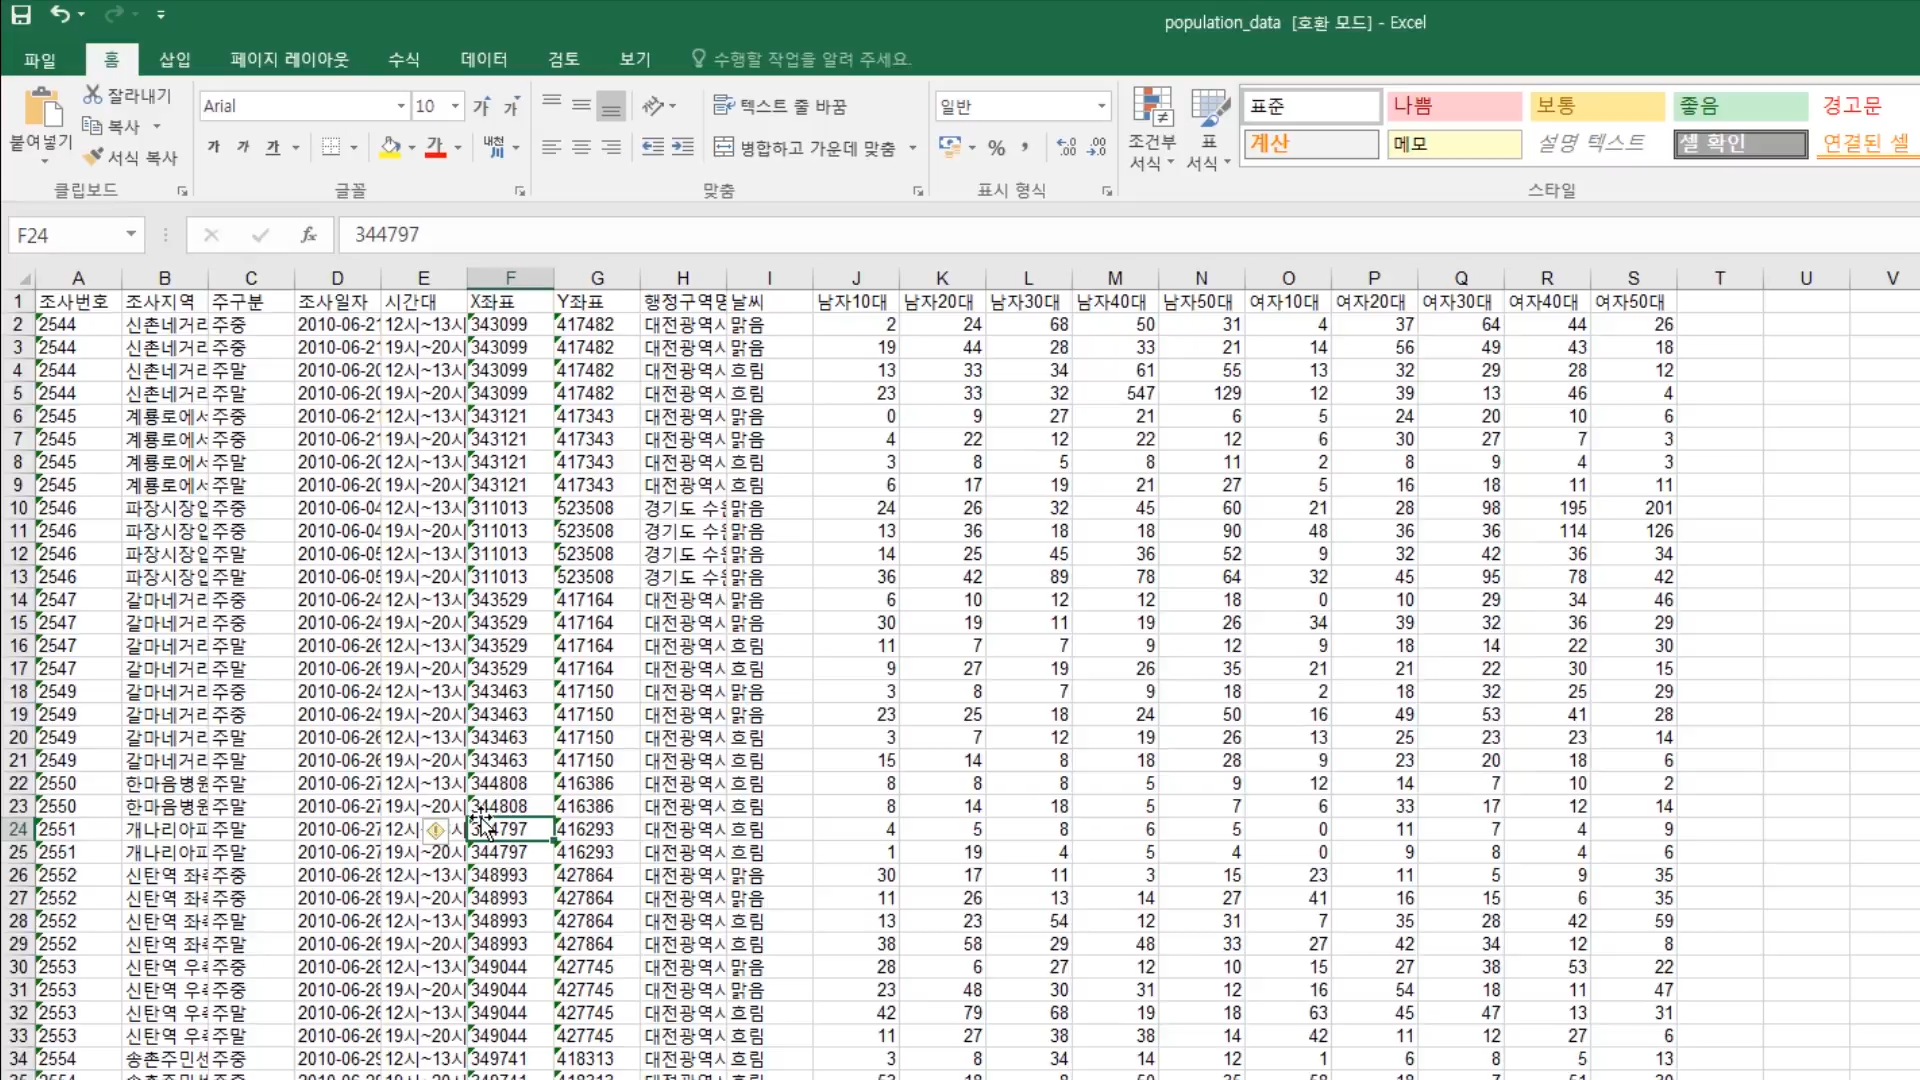 population_data [호환 모드] - Excel
파일 홈 삽입 페이지 레이아웃 수식 데이터 검토 보기 수행할 작업을 알려 주세요.
붙여넣기 잘라내기 복사 서식 복사 클립보드
Arial 10 가 가 가 가 가 가 내천 글꼴
텍스트 줄 바꿈 병합하고 가운데 맞춤 맞춤
일반 % , 표시 형식
조건부 서식 표 서식 표준 나쁨 보통 좋음 경고문
계산 메모 설명 텍스트 셀 확인 연결된 셀 스타일
F24 fx 344797
A B C D E F G H I J K L M N O P Q R S T U V
1 조사번호 조사지역 주구분 조사일자 시간대 X좌표 Y좌표 행정구역명 날씨 남자10대 남자20대 남자30대 남자40대 남자50대 여자10대 여자20대 여자30대 여자40대 여자50대
2 2544 신촌네거리 주중 2010-06-21 12시~13시 343099 417482 대전광역시 맑음 2 24 68 50 31 4 37 64 44 26
3 2544 신촌네거리 주중 2010-06-21 19시~20시 343099 417482 대전광역시 맑음 19 44 28 33 21 14 56 49 43 18
4 2544 신촌네거리 주말 2010-06-20 12시~13시 343099 417482 대전광역시 흐림 13 33 34 61 55 13 32 29 28 12
5 2544 신촌네거리 주말 2010-06-20 19시~20시 343099 417482 대전광역시 흐림 23 33 32 547 129 12 39 13 46 4
6 2545 계룡로에서 주중 2010-06-21 12시~13시 343121 417343 대전광역시 맑음 0 9 27 21 6 5 24 20 10 6
7 2545 계룡로에서 주중 2010-06-21 19시~20시 343121 417343 대전광역시 맑음 4 22 12 22 12 6 30 27 7 3
8 2545 계룡로에서 주말 2010-06-20 12시~13시 343121 417343 대전광역시 흐림 3 8 5 8 11 2 8 9 4 3
9 2545 계룡로에서 주말 2010-06-20 19시~20시 343121 417343 대전광역시 흐림 6 17 19 21 27 5 16 18 11 11
10 2546 파장시장입 주중 2010-06-04 12시~13시 311013 523508 경기도 수원 맑음 24 26 32 45 60 21 28 98 195 201
11 2546 파장시장입 주중 2010-06-04 19시~20시 311013 523508 경기도 수원 맑음 13 36 18 18 90 48 36 36 114 126
12 2546 파장시장입 주말 2010-06-05 12시~13시 311013 523508 경기도 수원 맑음 14 25 45 36 52 9 32 42 36 34
13 2546 파장시장입 주말 2010-06-05 19시~20시 311013 523508 경기도 수원 맑음 36 42 89 78 64 32 45 95 78 42
14 2547 갈마네거리 주중 2010-06-24 12시~13시 343529 417164 대전광역시 맑음 6 10 12 12 18 0 10 29 34 46
15 2547 갈마네거리 주중 2010-06-24 19시~20시 343529 417164 대전광역시 맑음 30 19 11 19 26 34 39 32 36 29
16 2547 갈마네거리 주말 2010-06-26 12시~13시 343529 417164 대전광역시 흐림 11 7 7 9 12 9 18 14 22 30
17 2547 갈마네거리 주말 2010-06-26 19시~20시 343529 417164 대전광역시 흐림 9 27 19 26 35 21 21 22 30 15
18 2549 갈마네거리 주중 2010-06-24 12시~13시 343463 417150 대전광역시 맑음 3 8 7 9 18 2 18 32 25 29
19 2549 갈마네거리 주중 2010-06-24 19시~20시 343463 417150 대전광역시 맑음 23 25 18 24 50 16 49 53 41 28
20 2549 갈마네거리 주말 2010-06-26 12시~13시 343463 417150 대전광역시 흐림 3 7 12 19 26 13 25 23 23 14
21 2549 갈마네거리 주말 2010-06-26 19시~20시 343463 417150 대전광역시 흐림 15 14 8 18 28 9 23 20 18 6
22 2550 한마음병원 주말 2010-06-27 12시~13시 344808 416386 대전광역시 흐림 8 8 8 5 9 12 14 7 10 2
23 2550 한마음병원 주말 2010-06-27 19시~20시 344808 416386 대전광역시 흐림 8 14 18 5 7 6 33 17 12 14
24 2551 개나리아파 주말 2010-06-27 12시 시 344797 416293 대전광역시 흐림 4 5 8 6 5 0 11 7 4 9
25 2551 개나리아파 주말 2010-06-27 19시~20시 344797 416293 대전광역시 흐림 1 19 4 5 4 0 9 8 4 6
26 2552 신탄역 좌측 주중 2010-06-28 12시~13시 348993 427864 대전광역시 맑음 30 17 11 3 15 23 11 5 9 35
27 2552 신탄역 좌측 주중 2010-06-28 19시~20시 348993 427864 대전광역시 맑음 11 26 13 14 27 41 16 15 6 35
28 2552 신탄역 좌측 주말 2010-06-26 12시~13시 348993 427864 대전광역시 흐림 13 23 54 12 31 7 35 28 42 59
29 2552 신탄역 좌측 주말 2010-06-26 19시~20시 348993 427864 대전광역시 흐림 38 58 29 48 33 27 42 34 12 8
30 2553 신탄역 우측 주중 2010-06-28 12시~13시 349044 427745 대전광역시 맑음 28 6 27 12 10 15 27 38 53 22
31 2553 신탄역 우측 주중 2010-06-28 19시~20시 349044 427745 대전광역시 맑음 23 48 30 31 12 16 54 18 11 47
32 2553 신탄역 우측 주말 2010-06-26 12시~13시 349044 427745 대전광역시 흐림 42 79 68 19 18 63 45 47 13 31
33 2553 신탄역 우측 주말 2010-06-26 19시~20시 349044 427745 대전광역시 흐림 11 27 38 38 14 42 11 12 27 6
34 2554 송촌주민센 주중 2010-06-29 12시~13시 349741 418313 대전광역시 흐림 3 8 34 14 12 1 6 8 5 13